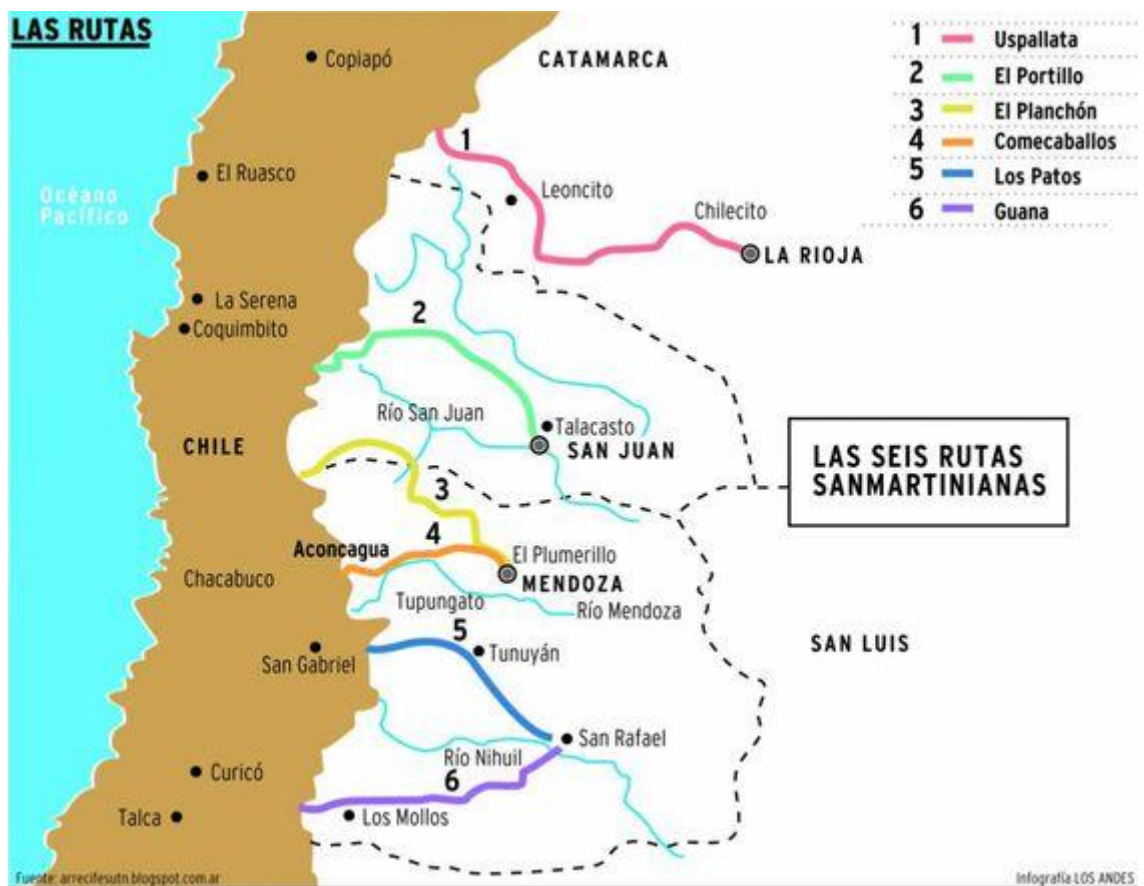 LAS RUTAS
Copiapó
CATAMARCA
1 Uspallata
2 El Portillo
3 El Planchón
4 Comecaballos
5 Los Patos
6 Guana
1
El Ruasco
Océano
Pacífico
Leoncito
Chilecito
LA RIOJA
La Serena
Coquimbito
2
Río San Juan
Talacasto
SAN JUAN
CHILE
LAS SEIS RUTAS
SANMARTINIANAS
3
4
Aconcagua
El Plumerillo
MENDOZA
Chacabuco
Tupungato
Río Mendoza
5
Tunuyán
SAN LUIS
San Gabriel
San Rafael
Río Nihuil
6
Curicó
Talca
Los Mollos
Fuente: arrecifesutn.blogspot.com.ar
Infografía LOS ANDES